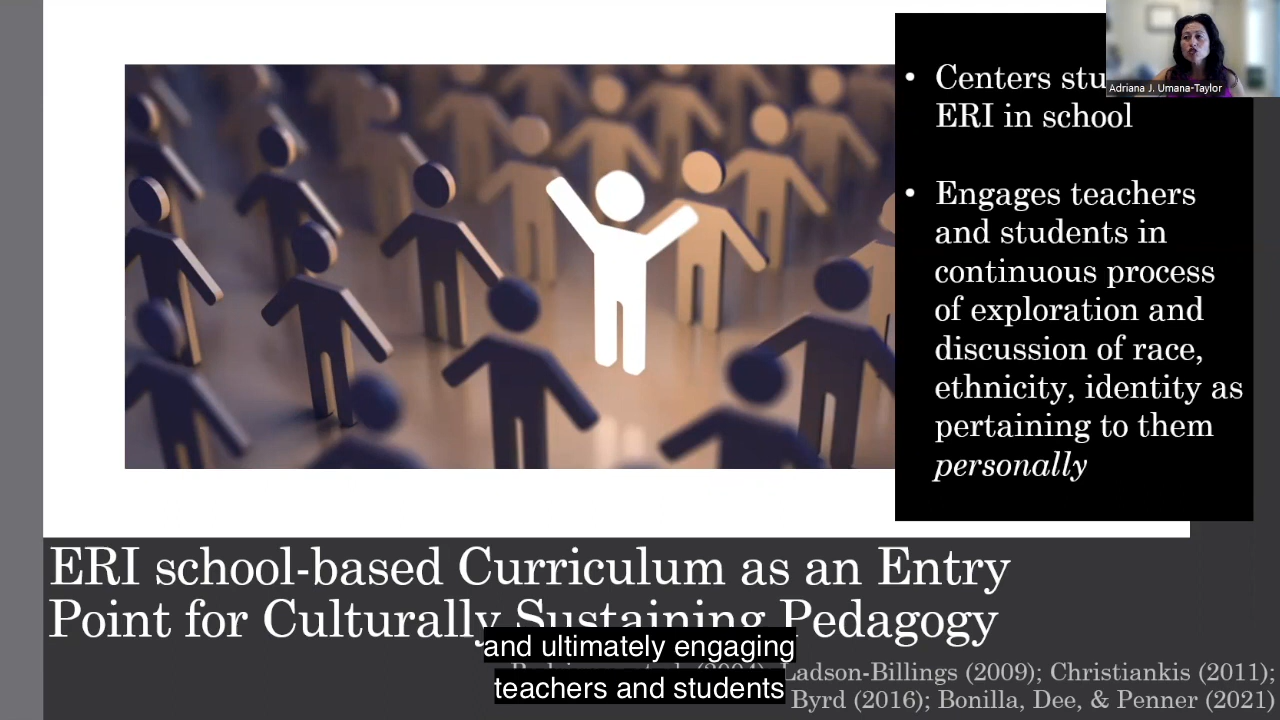 • Centers
ERI in school
Adriana J. Umana-Taylor
• Engages teachers
and students in
continuous process
of exploration and
discussion of race,
ethnicity, identity as
pertaining to them
personally
ERI school-based Curriculum as an Entry
Point for Culturally Sustaining Pedagogy
and ultimately engaging
teachers and students
Ladson-Billings (2009); Christiankis (2011);
Byrd (2016); Bonilla, Dee, & Penner (2021)